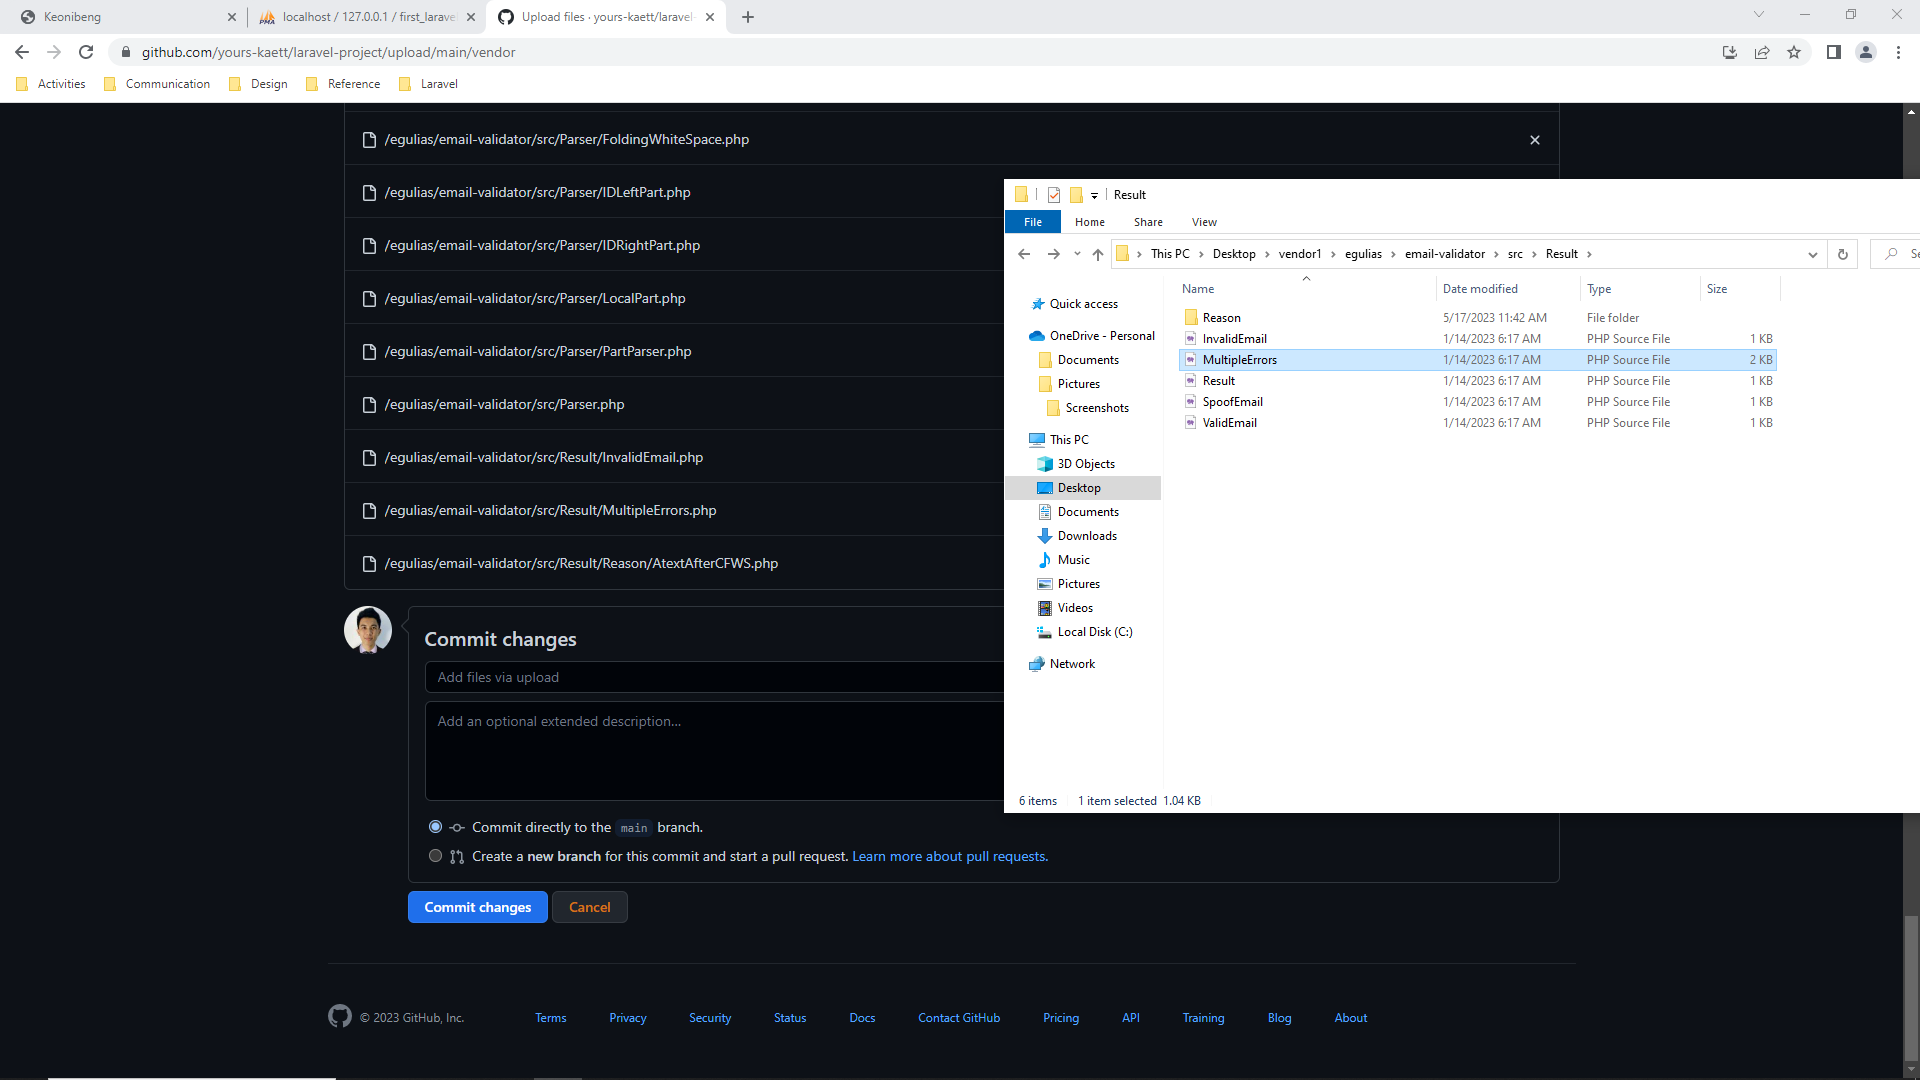 Keonibeng
localhost / 127.0.0.1 / first_larave
Upload files · yours-kaett/laravel-
github.com/yours-kaett/laravel-project/upload/main/vendor
Activities
Communication
Design
Reference
Laravel
/egulias/email-validator/src/Parser/FoldingWhiteSpace.php
/egulias/email-validator/src/Parser/IDLeftPart.php
/egulias/email-validator/src/Parser/IDRightPart.php
/egulias/email-validator/src/Parser/LocalPart.php
/egulias/email-validator/src/Parser/PartParser.php
/egulias/email-validator/src/Parser.php
/egulias/email-validator/src/Result/InvalidEmail.php
/egulias/email-validator/src/Result/MultipleErrors.php
/egulias/email-validator/src/Result/Reason/AtextAfterCFWS.php
Result
File Home Share View
This PC > Desktop > vendor1 > egulias > email-validator > src > Result >
Se
Quick access
OneDrive - Personal
Documents
Pictures
Screenshots
This PC
3D Objects
Desktop
Documents
Downloads
Music
Pictures
Videos
Local Disk (C:)
Network
Name Date modified Type Size
Reason 5/17/2023 11:42 AM File folder
InvalidEmail 1/14/2023 6:17 AM PHP Source File 1 KB
MultipleErrors 1/14/2023 6:17 AM PHP Source File 2 KB
Result 1/14/2023 6:17 AM PHP Source File 1 KB
SpoofEmail 1/14/2023 6:17 AM PHP Source File 1 KB
ValidEmail 1/14/2023 6:17 AM PHP Source File 1 KB
6 items 1 item selected 1.04 KB
Commit changes
Add files via upload
Add an optional extended description...
Commit directly to the main branch.
Create a new branch for this commit and start a pull request. Learn more about pull requests.
Commit changes
Cancel
© 2023 GitHub, Inc.
Terms
Privacy
Security
Status
Docs
Contact GitHub
Pricing
API
Training
Blog
About